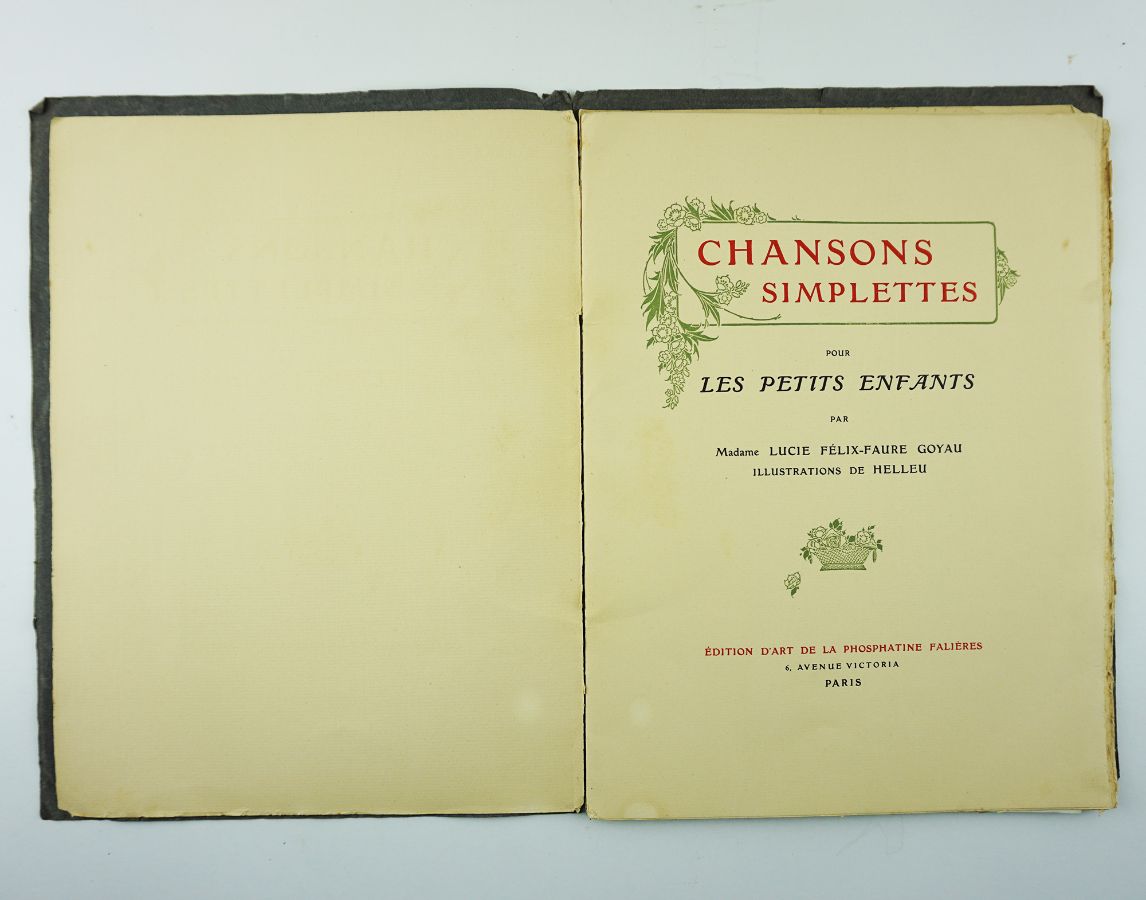 CHANSONS
SIMPLETTES
POUR
LES PETITS ENFANTS
PAR
Madame LUCIE FÉLIX-FAURE GOYAU
ILLUSTRATIONS DE HELLEU
ÉDITION D'ART DE LA PHOSPHATINE FALIÈRES
6, AVENUE VICTORIA
PARIS